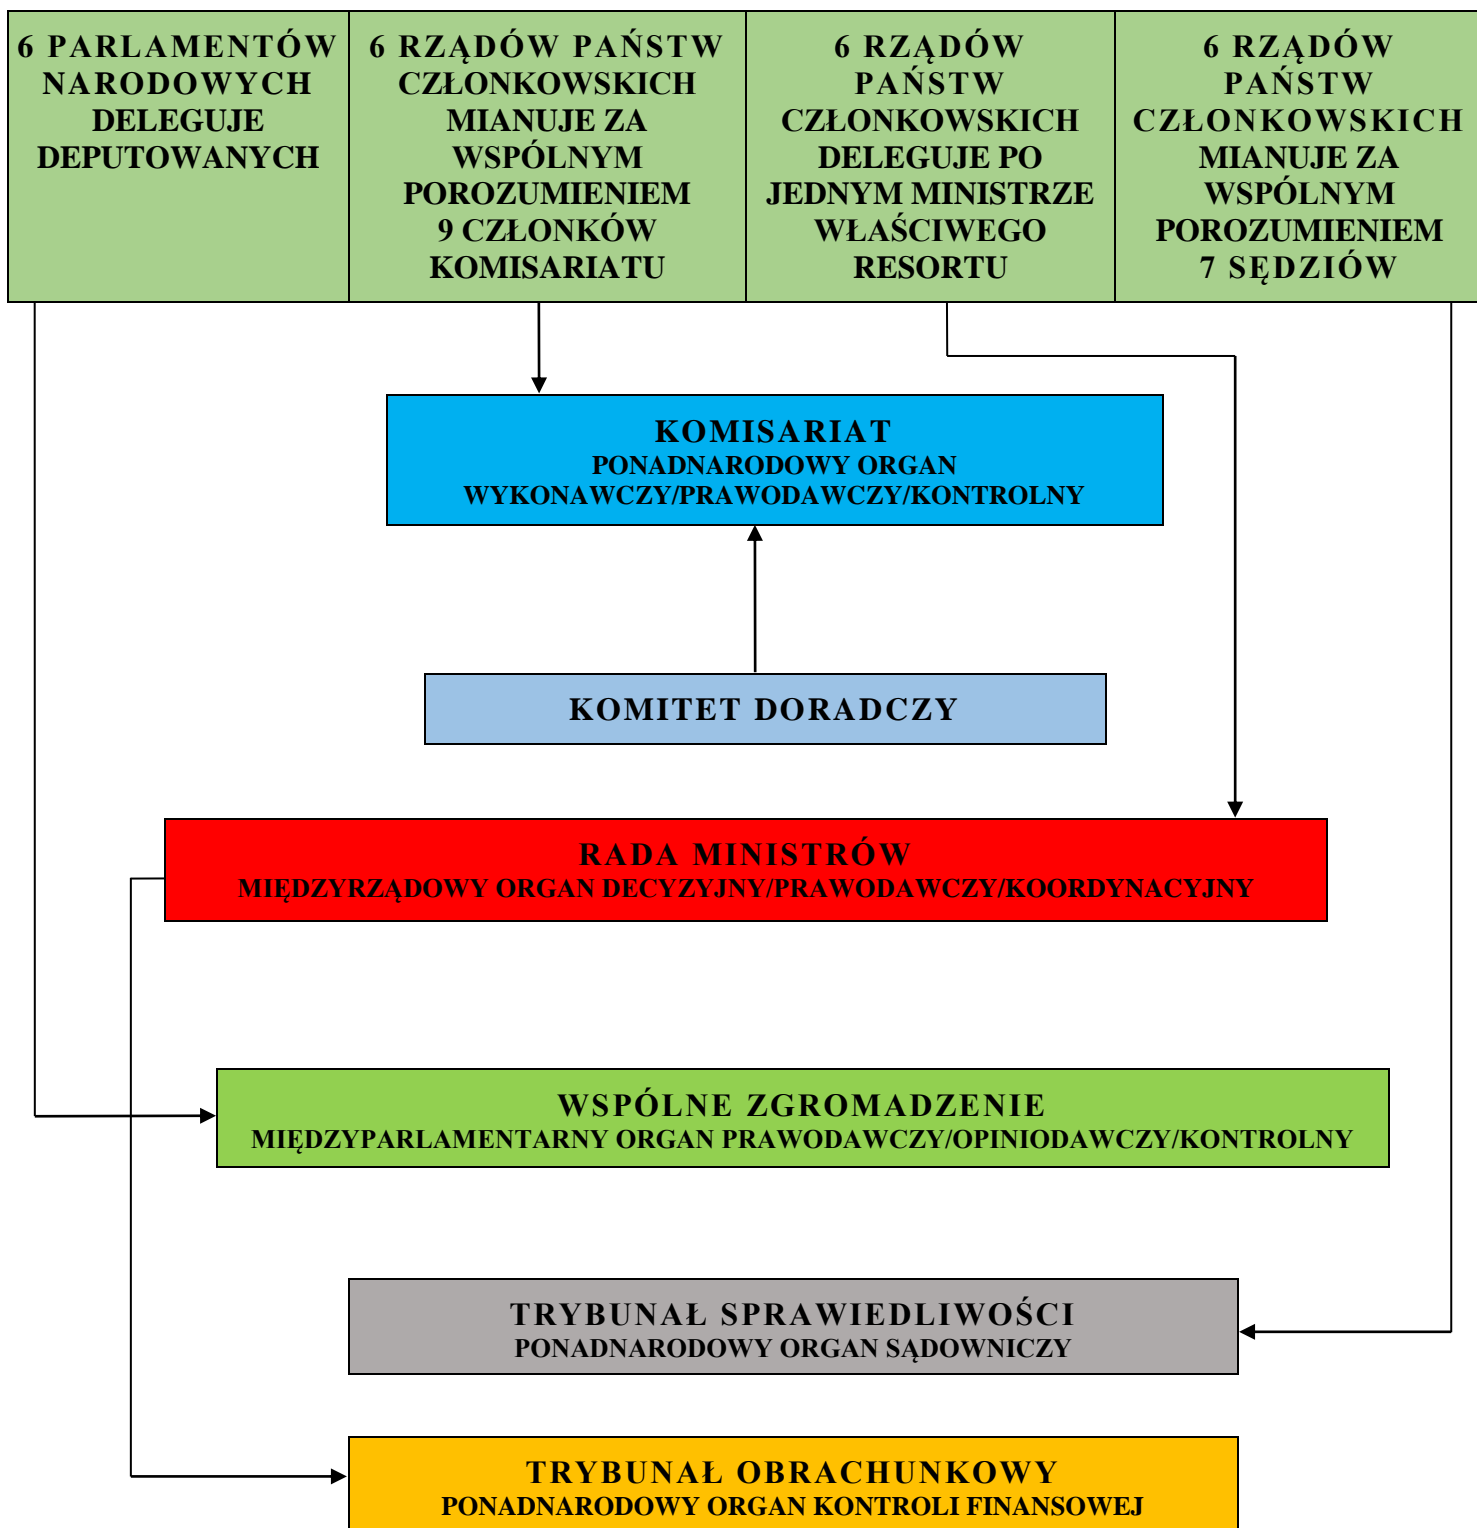 6 PARLAMENTÓW
NARODOWYCH
DELEGUJE
DEPUTOWANYCH
6 RZĄDÓW PAŃSTW
CZŁONKOWSKICH
MIANUJE ZA
WSPÓLNYM
POROZUMIENIEM
9 CZŁONKÓW
KOMISARIATU
6 RZĄDÓW
PAŃSTW
CZŁONKOWSKICH
DELEGUJE PO
JEDNYM MINISTRZE
WŁAŚCIWEGO
RESORTU
6 RZĄDÓW
PAŃSTW
CZŁONKOWSKICH
MIANUJE ZA
WSPÓLNYM
POROZUMIENIEM
7 SĘDZIÓW
KOMISARIAT
PONADNARODOWY ORGAN
WYKONAWCZY/PRAWODAWCZY/KONTROLNY
KOMITET DORADCZY
RADA MINISTRÓW
MIĘDZYRZĄDOWY ORGAN DECYZYJNY/PRAWODAWCZY/KOORDYNACYJNY
WSPÓLNE ZGROMADZENIE
MIĘDZYPARLAMENTARNY ORGAN PRAWODAWCZY/OPINIODAWCZY/KONTROLNY
TRYBUNAŁ SPRAWIEDLIWOŚCI
PONADNARODOWY ORGAN SĄDOWNICZY
TRYBUNAŁ OBRACHUNKOWY
PONADNARODOWY ORGAN KONTROLI FINANSOWEJ